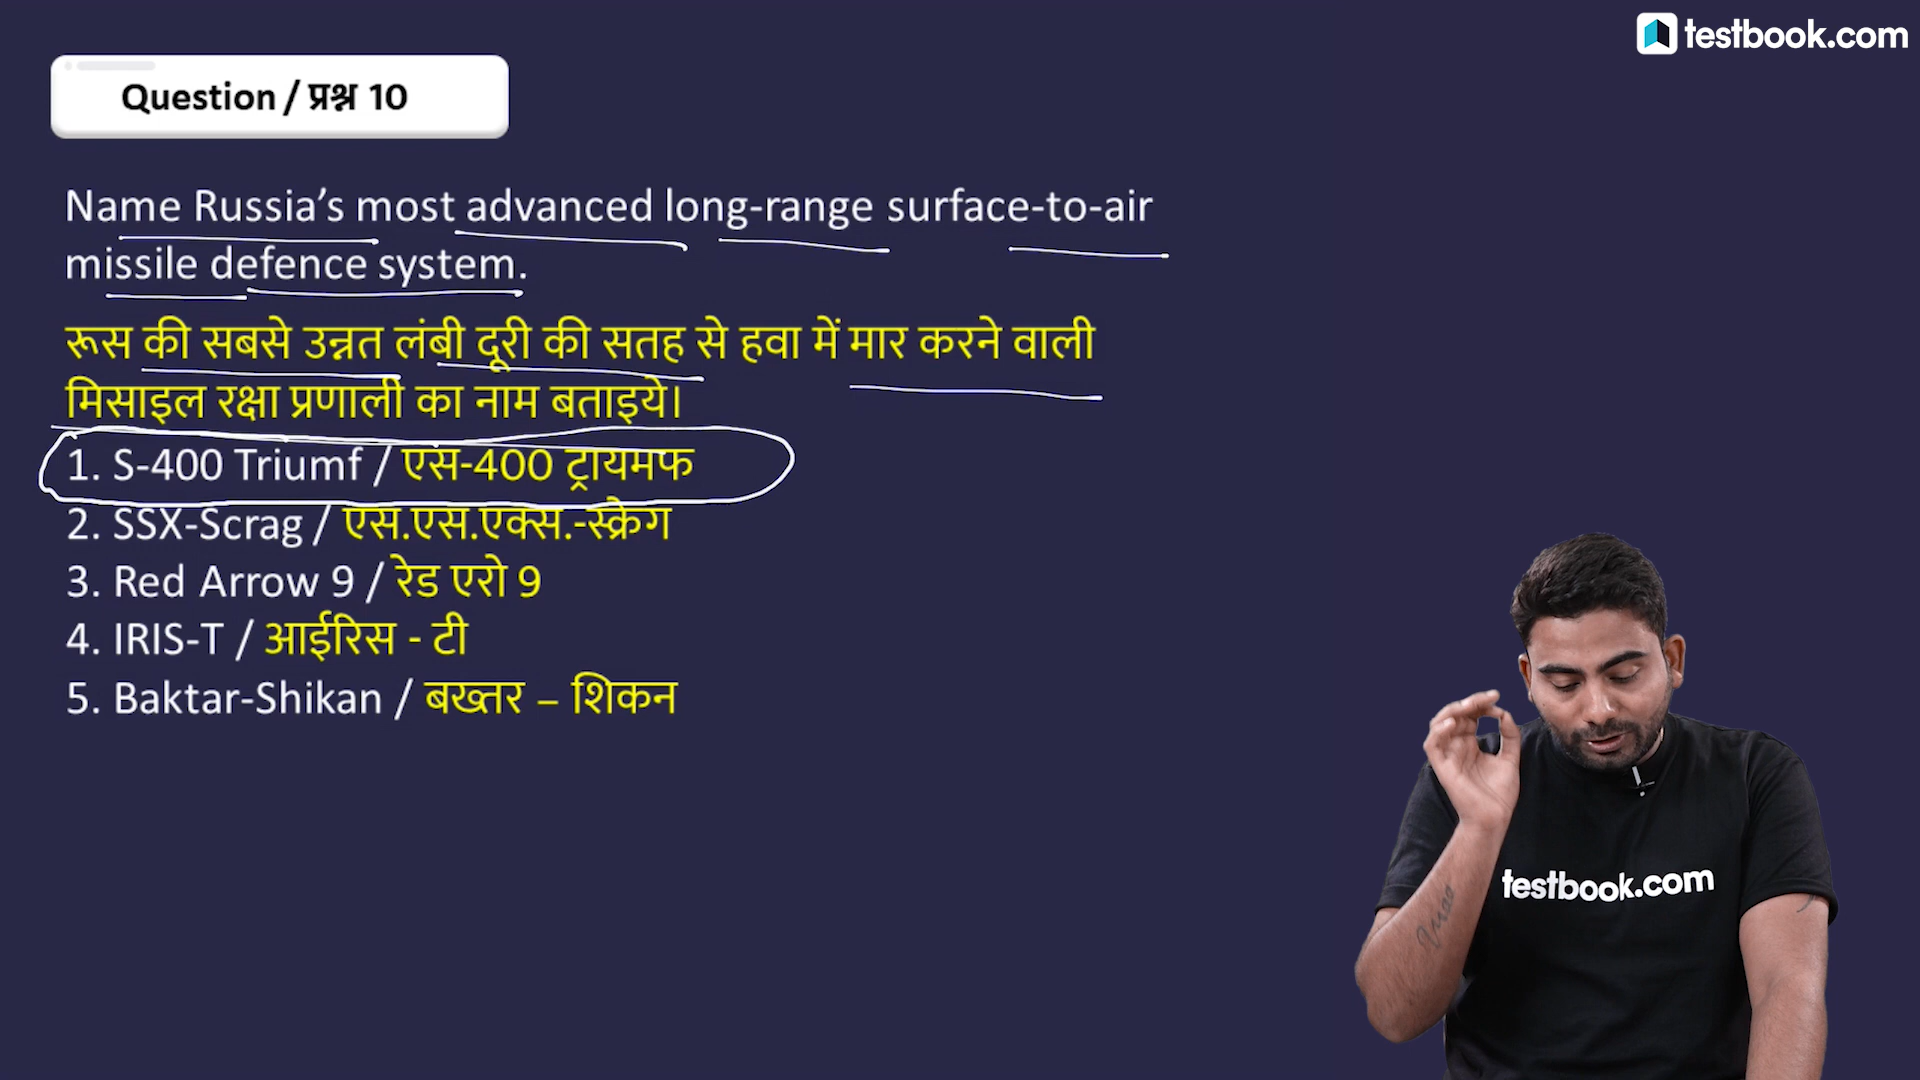 testbook.com
Question / प्रश्न 10
Name Russia’s most advanced long-range surface-to-air
missile defence system.
रूस की सबसे उन्नत लंबी दूरी की सतह से हवा में मार करने वाली
मिसाइल रक्षा प्रणाली का नाम बताइये।
1. S-400 Triumf / एस-400 ट्रायमफ
2. SSX-Scrag / एस.एस.एक्स.-स्क्रेग
3. Red Arrow 9 / रेड एरो 9
4. IRIS-T / आईरिस - टी
5. Baktar-Shikan / बख्तर – शिकन
testbook.com